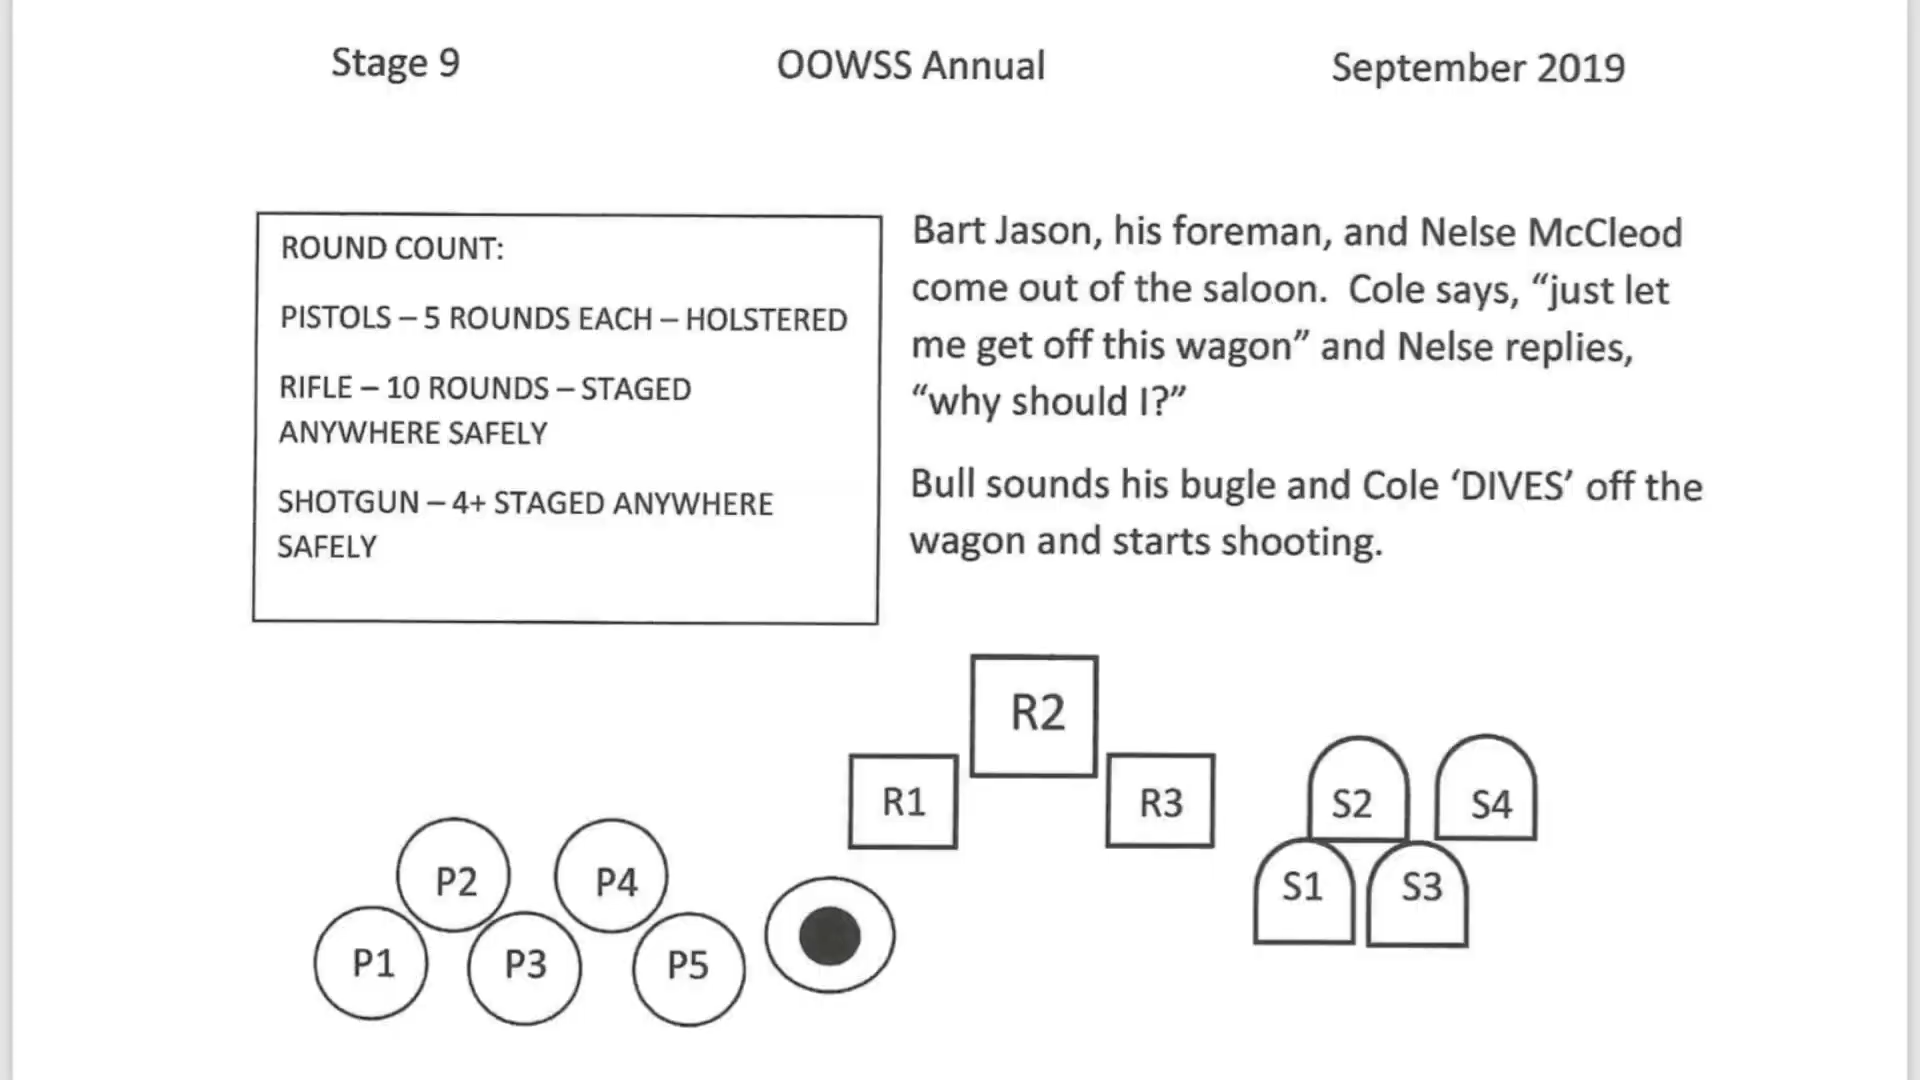 Stage 9
OOWSS Annual
September 2019
ROUND COUNT:
PISTOLS – 5 ROUNDS EACH – HOLSTERED
RIFLE – 10 ROUNDS – STAGED
ANYWHERE SAFELY
SHOTGUN – 4+ STAGED ANYWHERE
SAFELY
Bart Jason, his foreman, and Nelse McCleod
come out of the saloon.  Cole says, “just let
me get off this wagon” and Nelse replies,
“why should I?”
Bull sounds his bugle and Cole ‘DIVES’ off the
wagon and starts shooting.
R2
R1
R3
S2
S4
S1
S3
P2
P4
P1
P3
P5